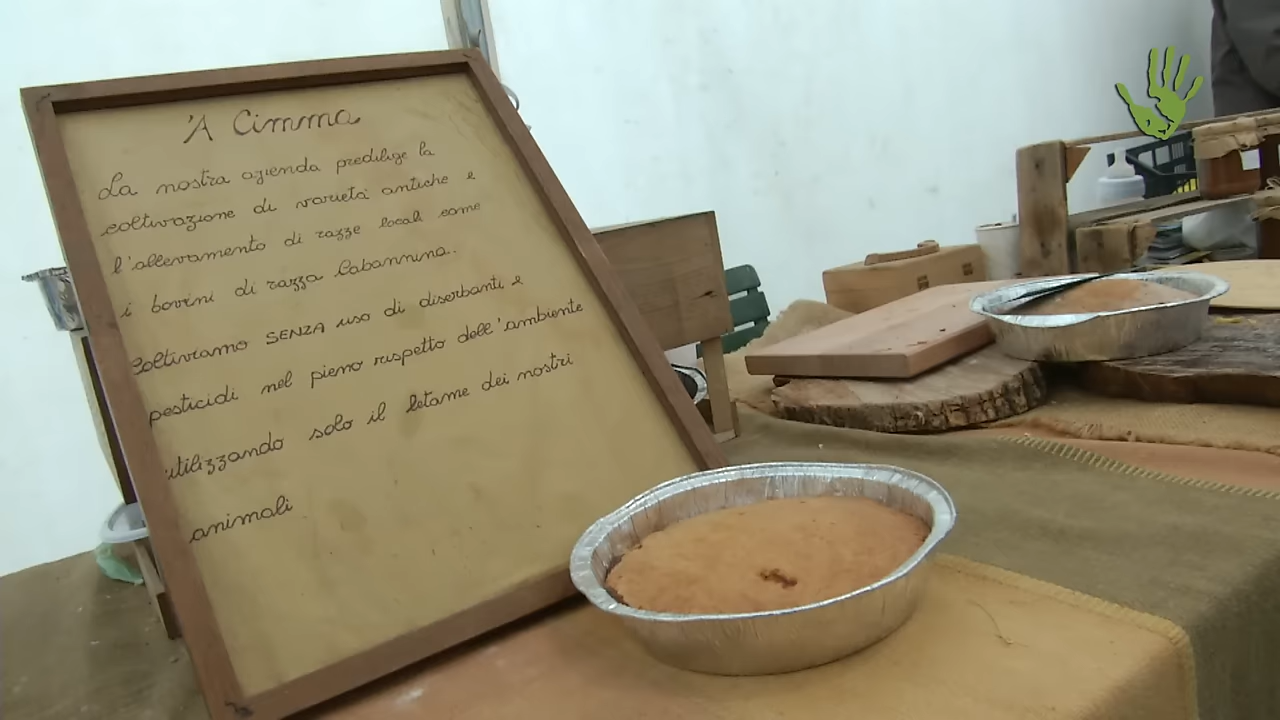 'A Cimma
La nostra azienda predilige la
coltivazione di varietà antiche e
l'allevamento di razze locali come
i bovini di razza Cabannina..
Coltiviamo SENZA uso di diserbanti e
pesticidi nel pieno rispetto dell'ambiente
utilizzando solo il letame dei nostri
animali